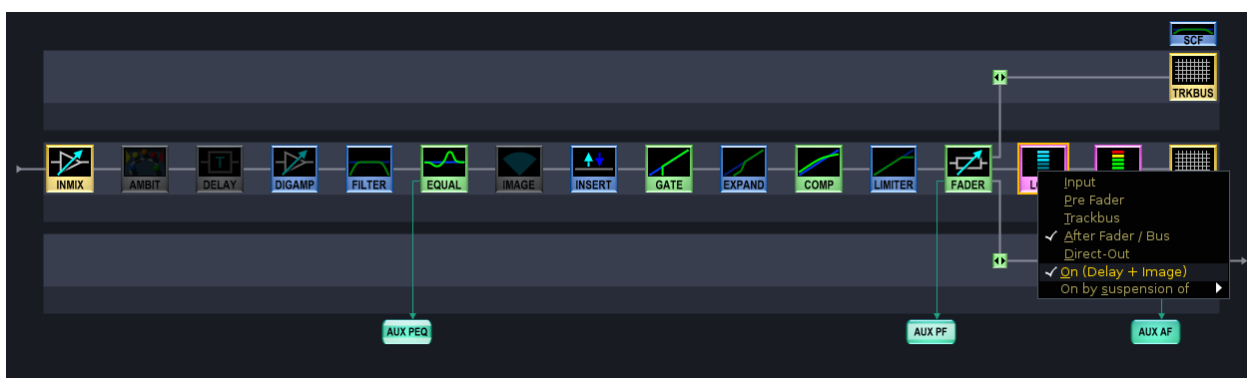 SCF
TRKBUS
INMIX AMBIT DELAY DIGAMP FILTER EQUAL IMAGE INSERT GATE EXPAND COMP LIMITER FADER
T
Input
Pre Fader
Trackbus
After Fader / Bus
Direct-Out
On (Delay + Image)
On by suspension of
AUX PEQ AUX PF AUX AF